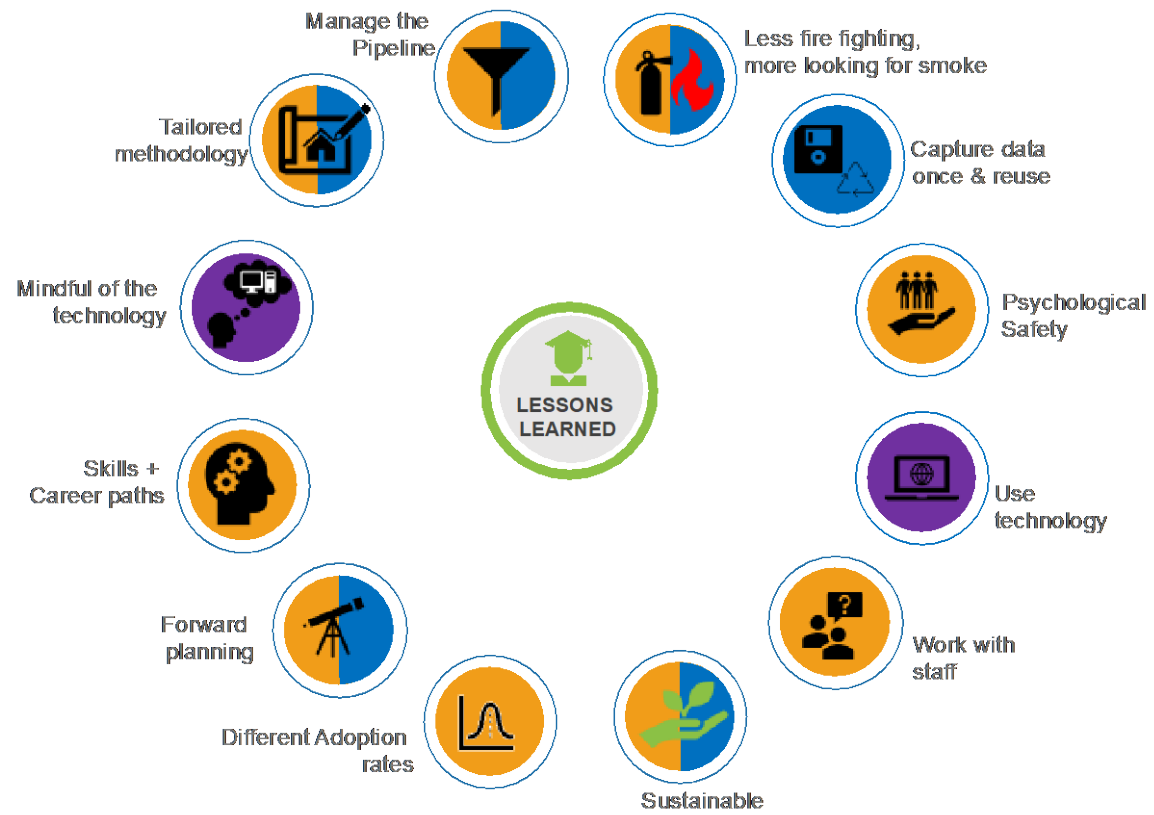 Manage the
Pipeline
Less fire fighting,
more looking for smoke
Tailored
methodology
Capture data
once & reuse
Mindful of the
technology
Psychological
Safety
LESSONS
LEARNED
Skills +
Career paths
Use
technology
Forward
planning
?
Work with
staff
Different Adoption
rates
Sustainable